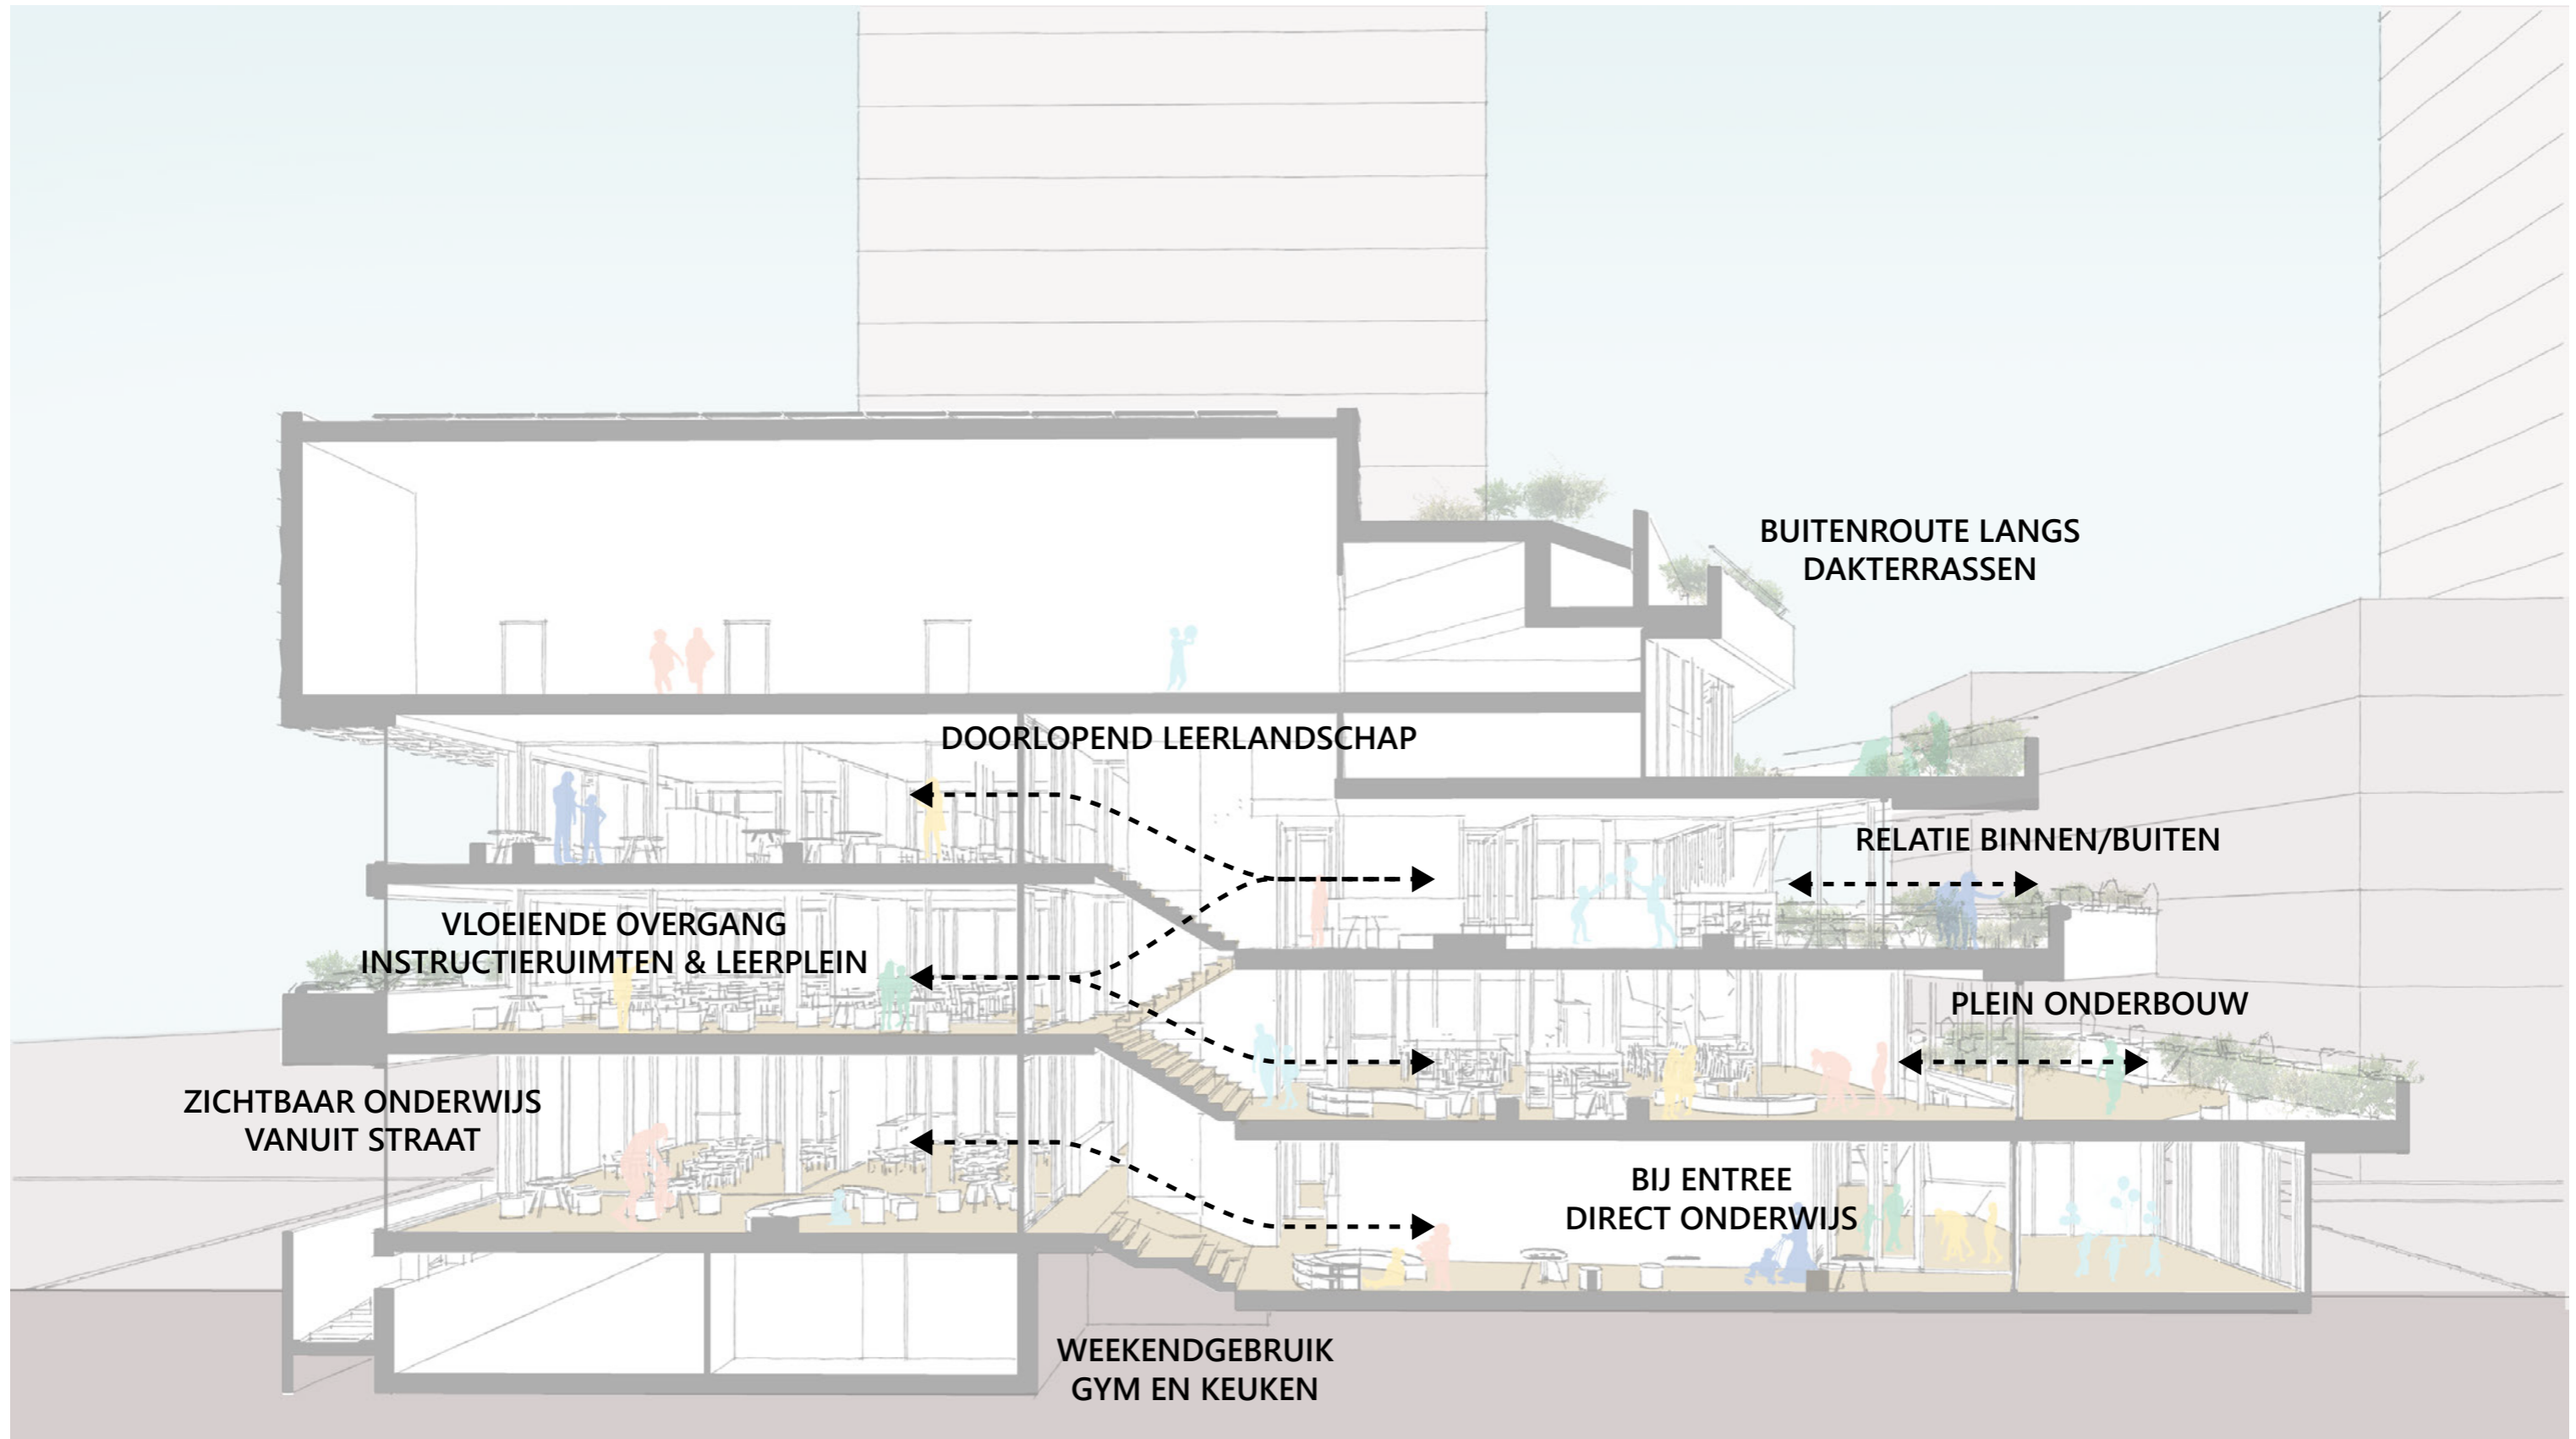 BUITENROUTE LANGS
DAKTERRASSEN
DOORLOPEND LEERLANDSCHAP
RELATIE BINNEN/BUITEN
VLOEIENDE OVERGANG
INSTRUCTIERUIMTEN & LEERPLEIN
PLEIN ONDERBOUW
ZICHTBAAR ONDERWIJS
VANUIT STRAAT
BIJ ENTREE
DIRECT ONDERWIJS
WEEKENDGEBRUIK
GYM EN KEUKEN